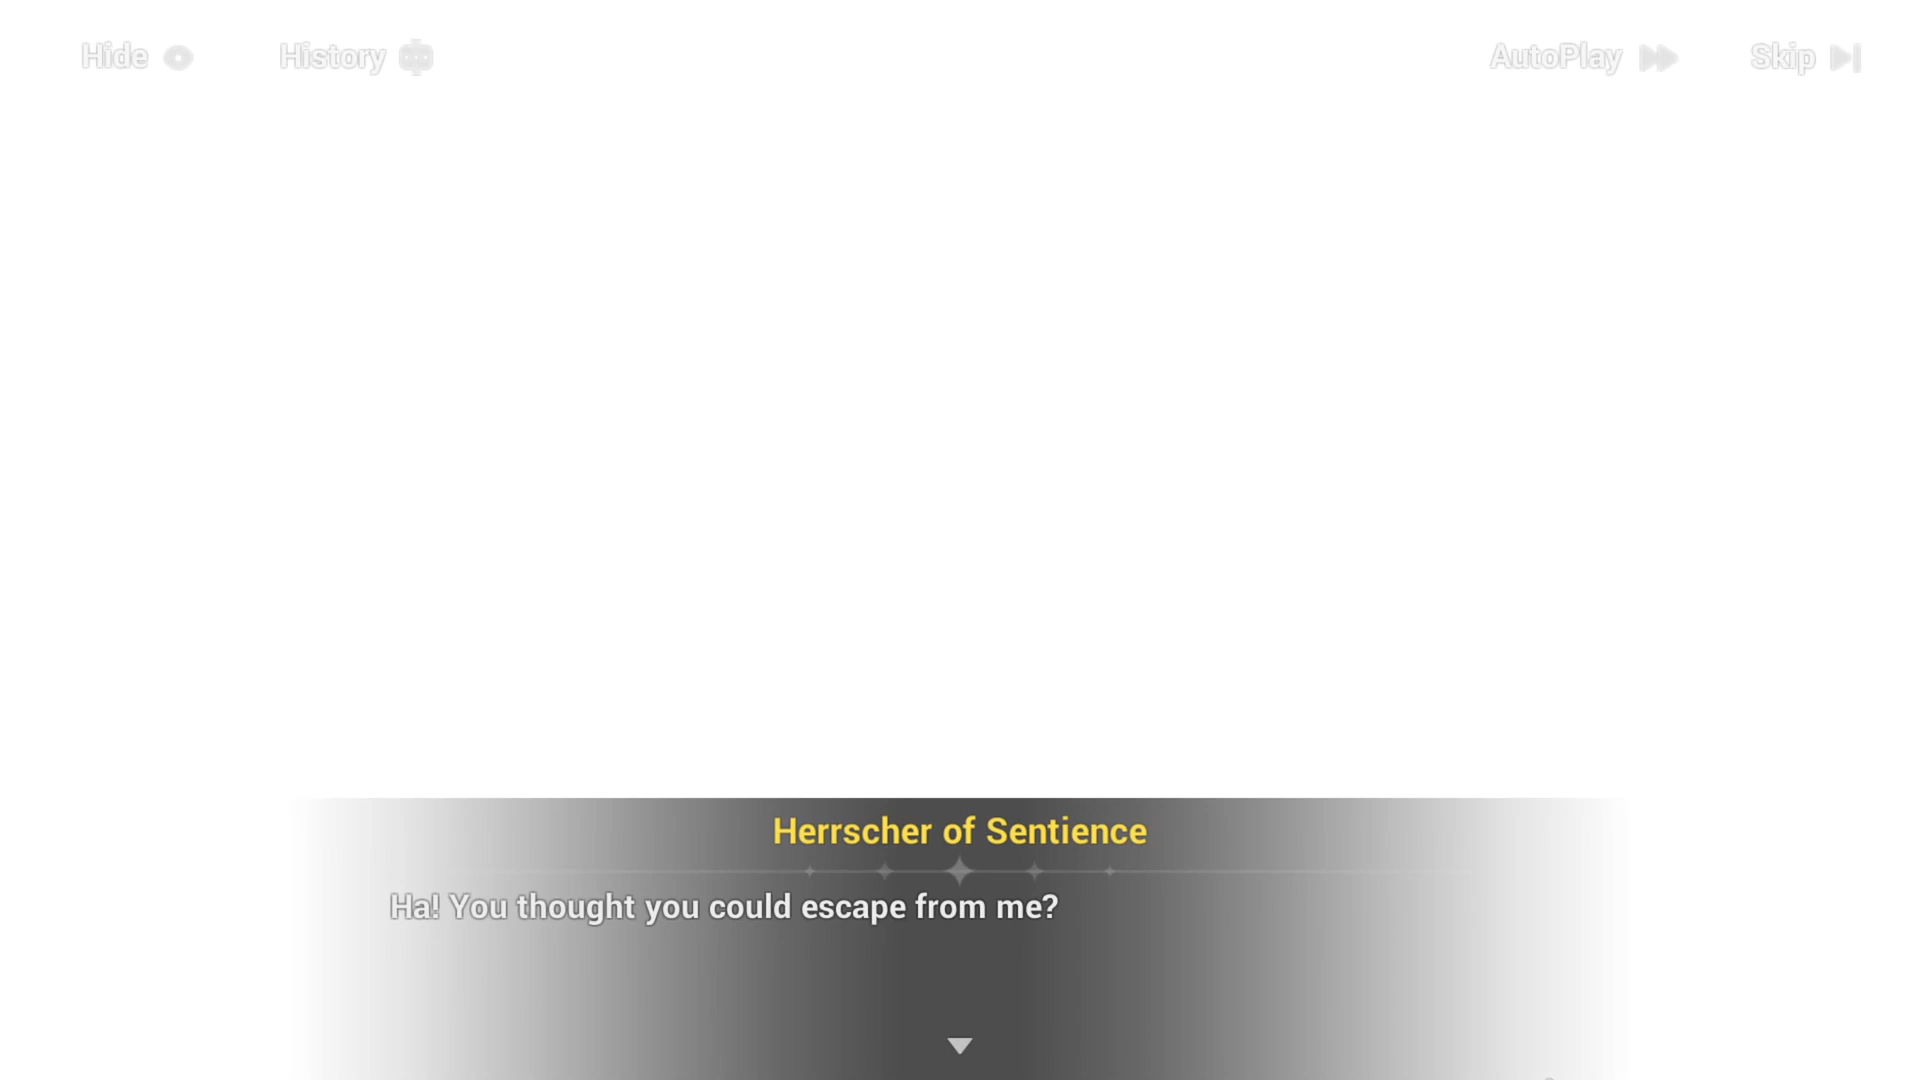 Hide
History
AutoPlay
Skip
Herrscher of Sentience
Ha! You thought you could escape from me?